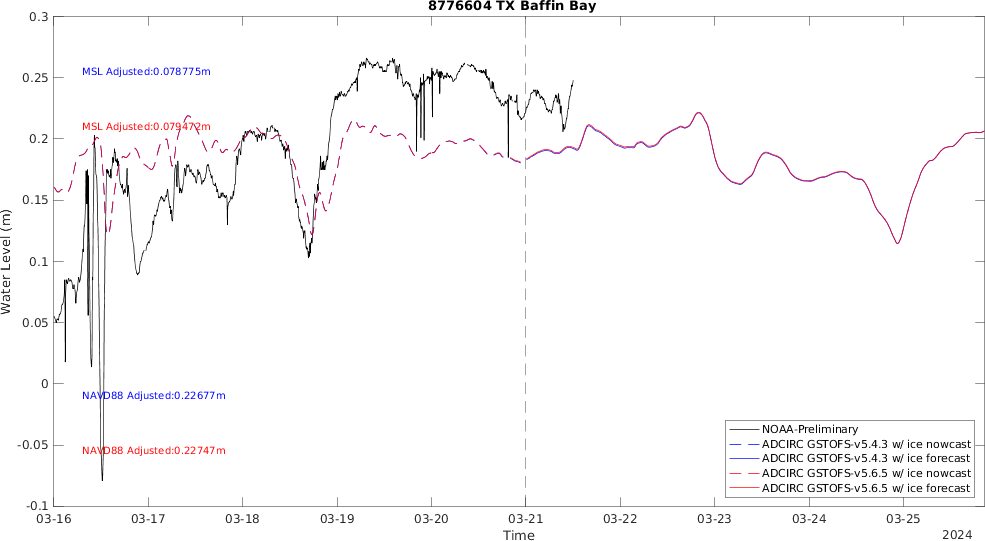 8776604 TX Baffin Bay
0.3
0.25
0.2
0.15
0.1
0.05
0
-0.05
-0.1
Water Level (m)
MSL Adjusted:0.078775m
MSL Adjusted:0.079472m
NAVD88 Adjusted:0.22677m
NAVD88 Adjusted:0.22747m
NOAA-Preliminary
ADCIRC GSTOFS-v5.4.3 w/ ice nowcast
ADCIRC GSTOFS-v5.4.3 w/ ice forecast
ADCIRC GSTOFS-v5.6.5 w/ ice nowcast
ADCIRC GSTOFS-v5.6.5 w/ ice forecast
03-16 03-17 03-18 03-19 03-20 03-21 03-22 03-23 03-24 03-25
Time
2024